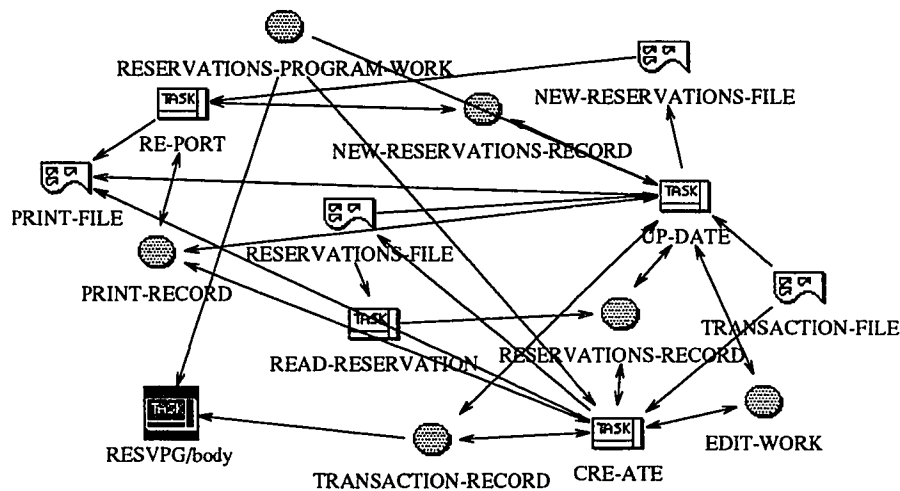 RESERVATIONS-PROGRAM-WORK
NEW-RESERVATIONS-FILE
TASK
RE-PORT
NEW-RESERVATIONS-RECORD
PRINT-FILE
TASK
UP-DATE
RESERVATIONS-FILE
PRINT-RECORD
TRANSACTION-FILE
TASK
READ-RESERVATION
RESERVATIONS-RECORD
TASK
RESVPG/body
TASK
EDIT-WORK
TRANSACTION-RECORD
CRE-ATE